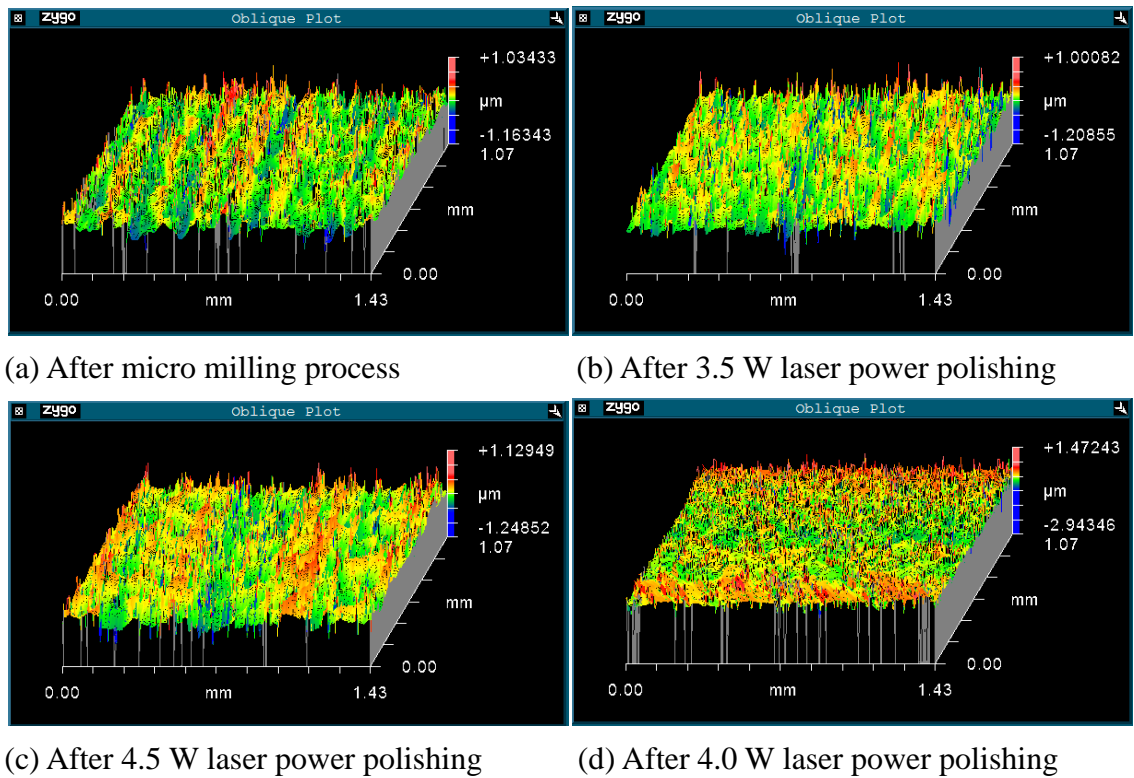 zygo Oblique Plot
+1.03433
µm
-1.16343
1.07
mm
0.00
0.00 mm 1.43
(a) After micro milling process
zygo Oblique Plot
+1.00082
µm
-1.20855
1.07
mm
0.00
0.00 mm 1.43
(b) After 3.5 W laser power polishing
zygo Oblique Plot
+1.12949
µm
-1.24852
1.07
mm
0.00
0.00 mm 1.43
(c) After 4.5 W laser power polishing
zygo Oblique Plot
+1.47243
µm
-2.94346
1.07
mm
0.00
0.00 mm 1.43
(d) After 4.0 W laser power polishing